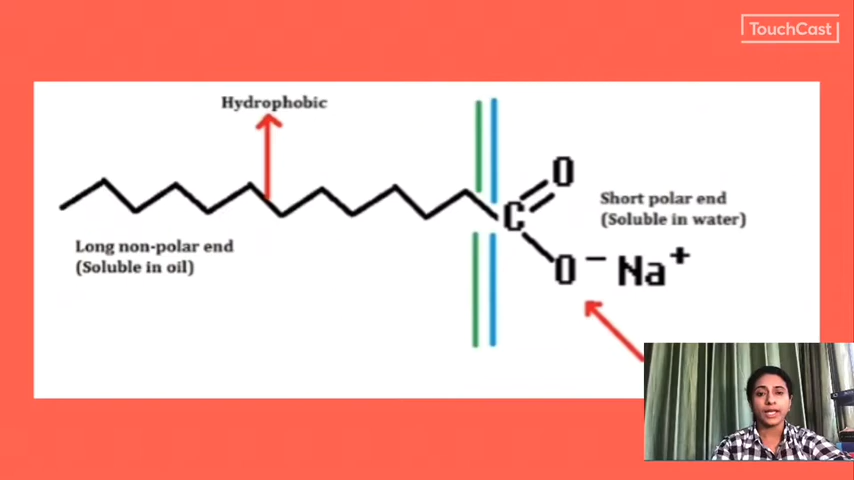 TouchCast
Hydrophobic
O
Short polar end
(Soluble in water)
C
Long non-polar end
(Soluble in oil)
O⁻ Na⁺